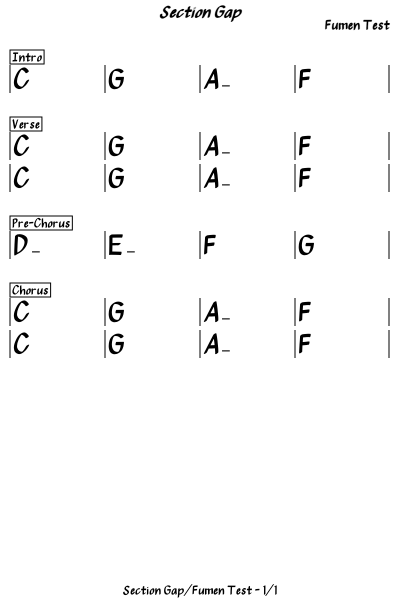 Section Gap
Fumen Test
Intro
C G A– F
Verse
C G A– F
C G A– F
Pre-Chorus
D– E– F G
Chorus
C G A– F
C G A– F
Section Gap/Fumen Test - 1/1